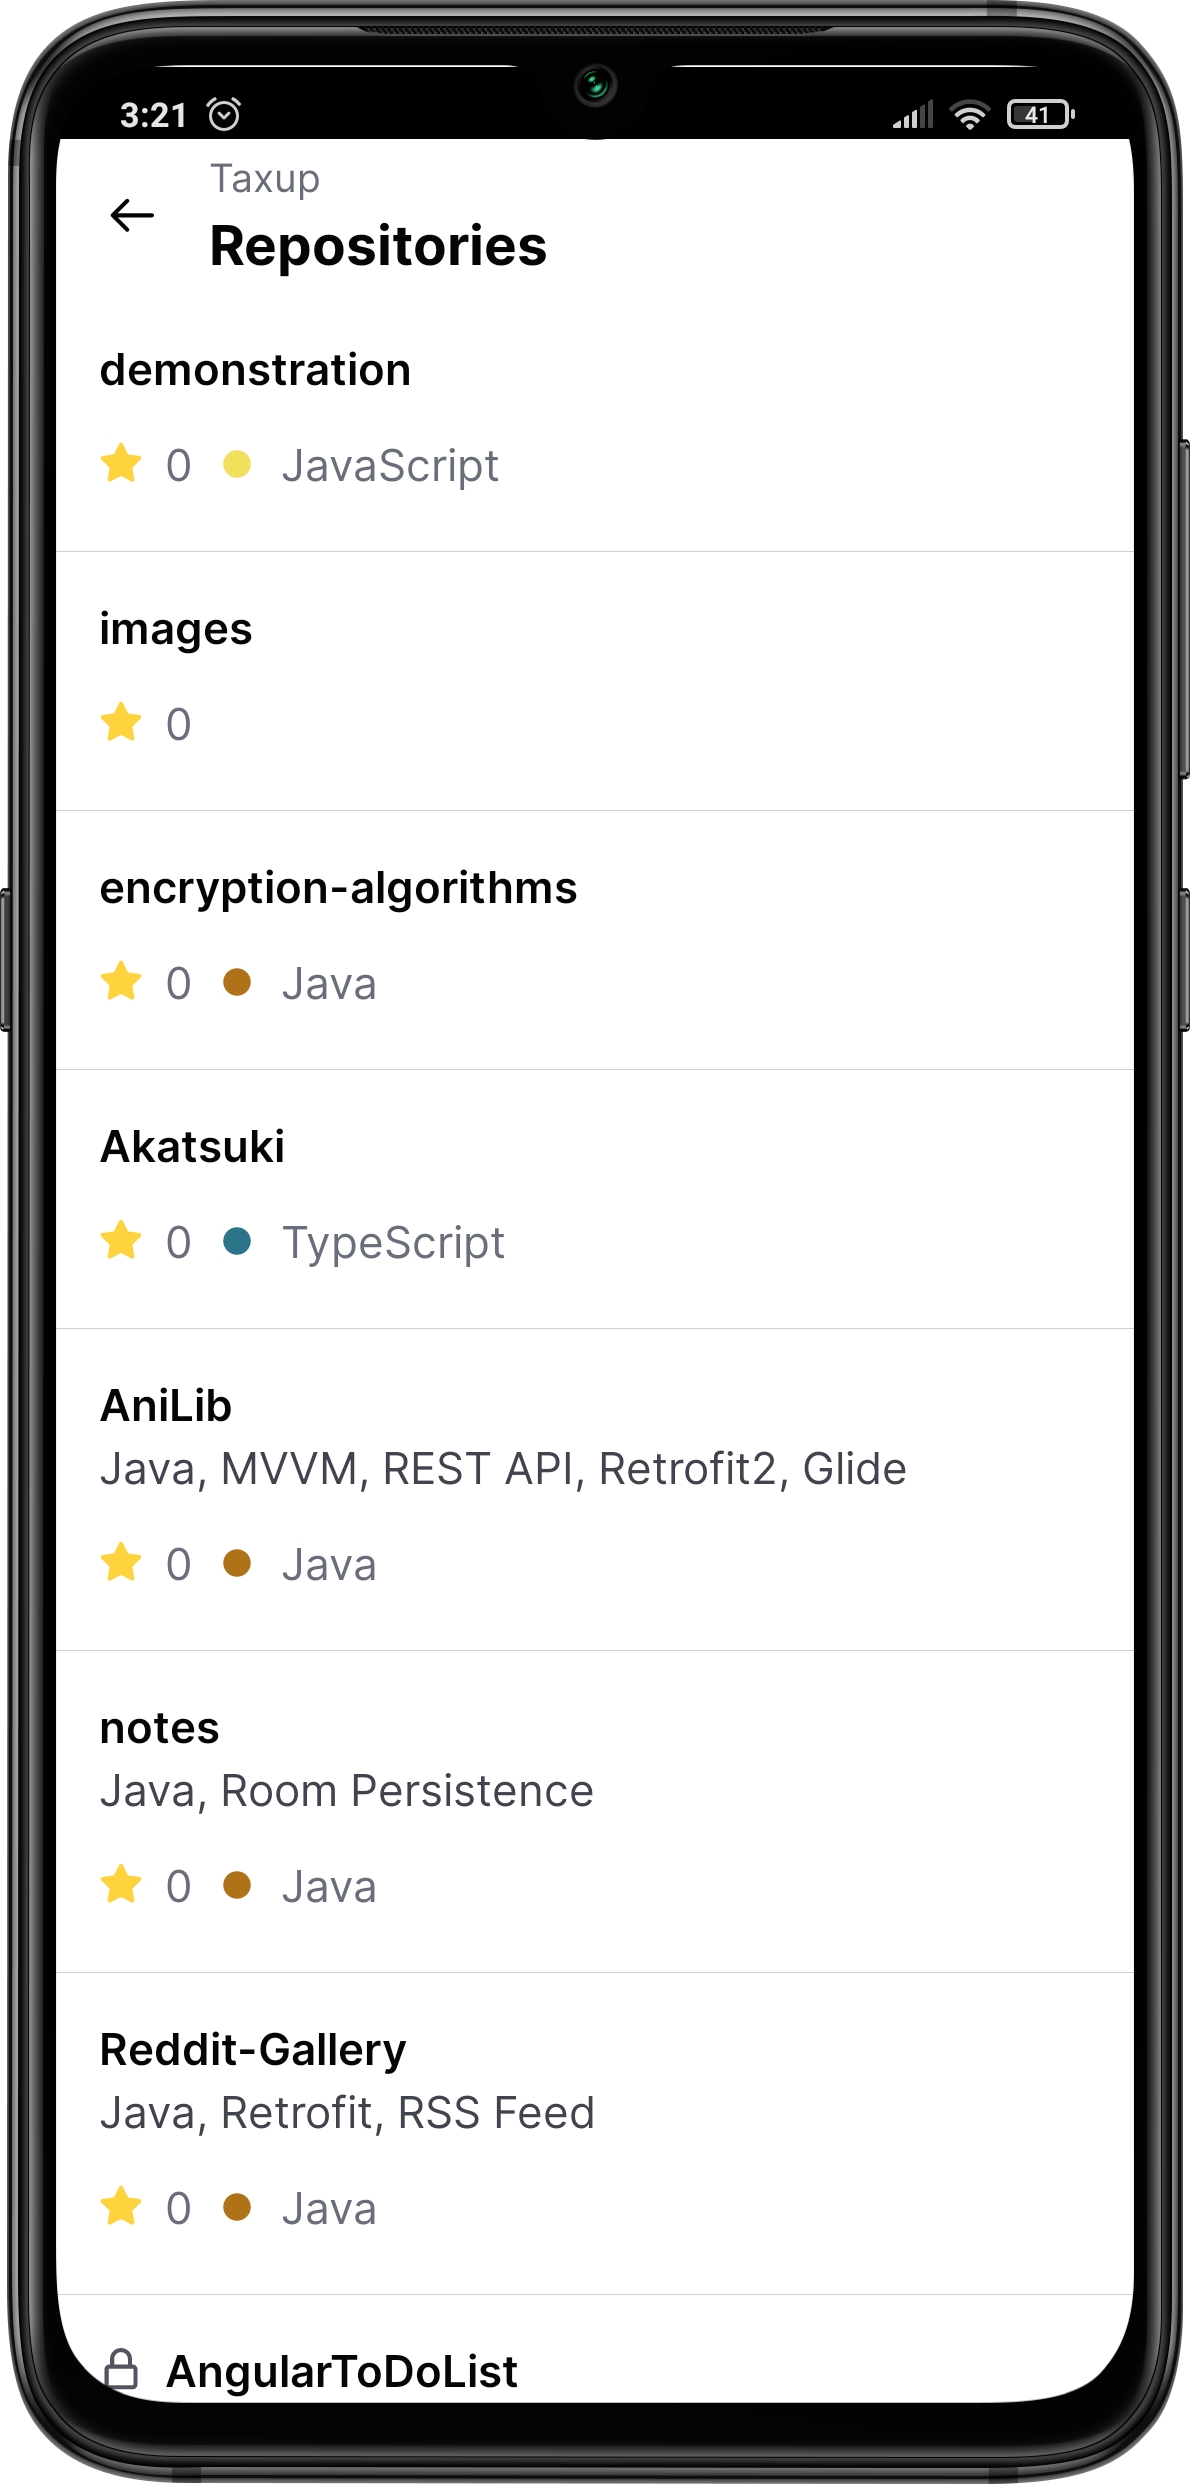 3:21
41
Taxup
Repositories
demonstration
0 JavaScript
images
0
encryption-algorithms
0 Java
Akatsuki
0 TypeScript
AniLib
Java, MVVM, REST API, Retrofit2, Glide
0 Java
notes
Java, Room Persistence
0 Java
Reddit-Gallery
Java, Retrofit, RSS Feed
0 Java
AngularToDoList